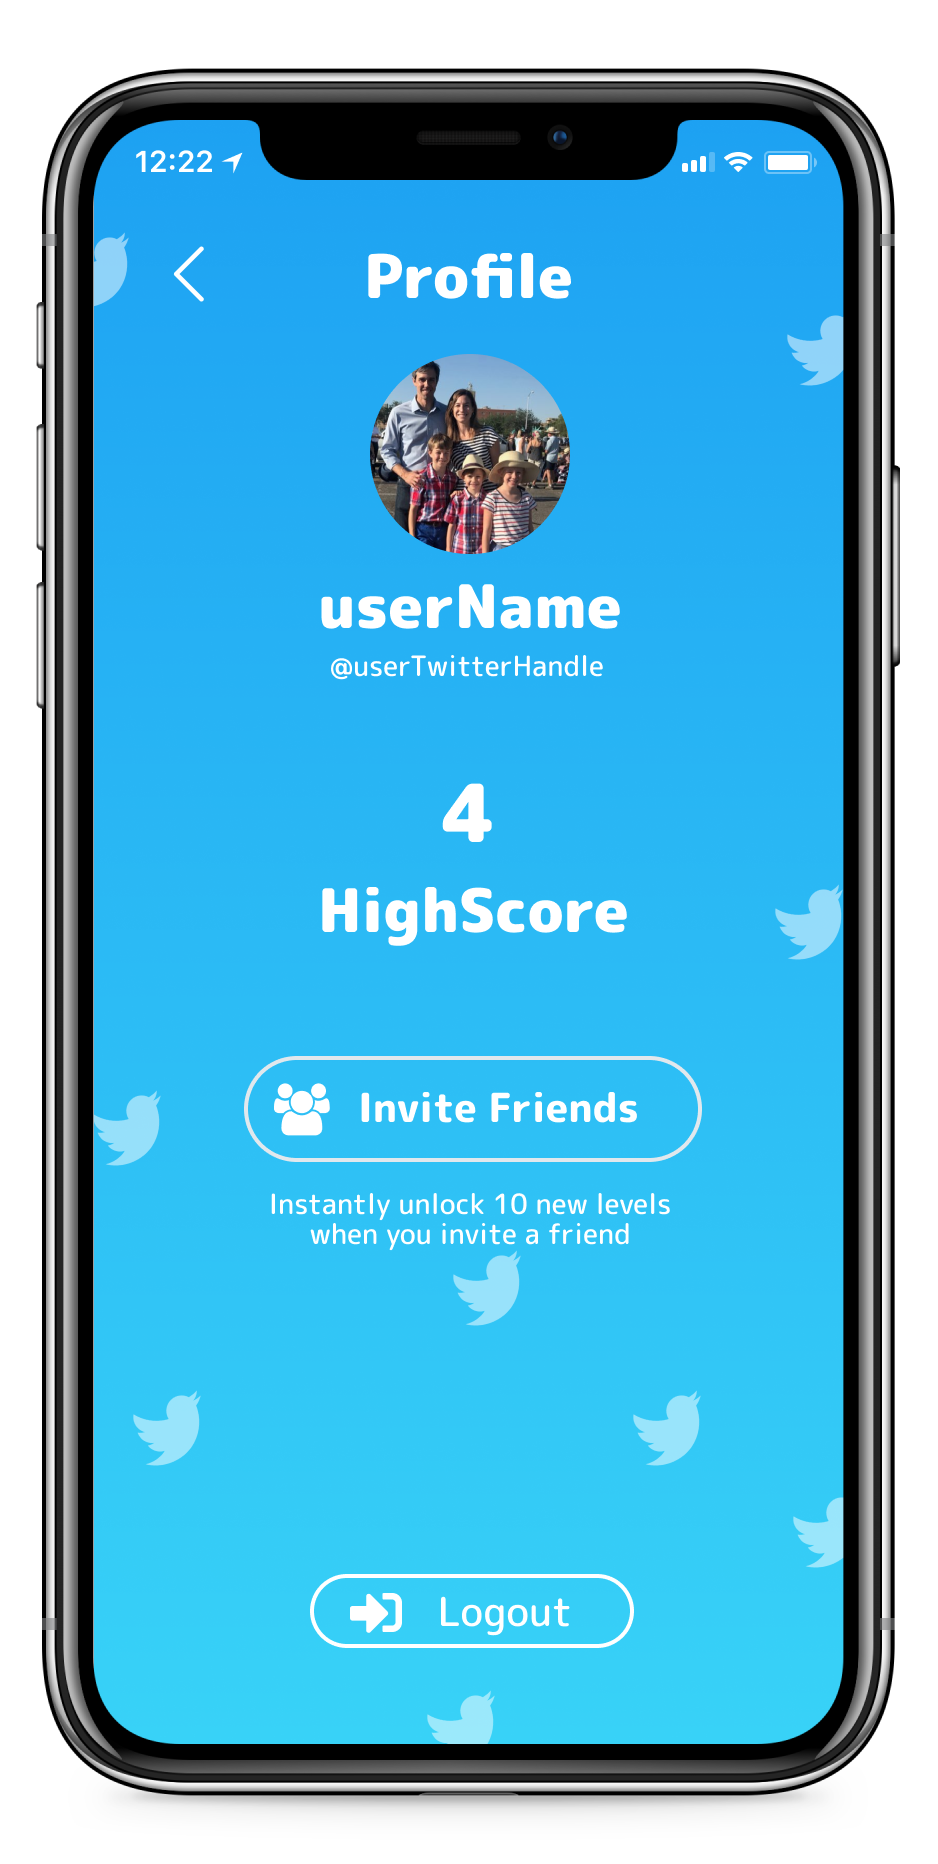 12:22
Profile
userName
@userTwitterHandle
4
HighScore
Invite Friends
Instantly unlock 10 new levels
when you invite a friend
Logout